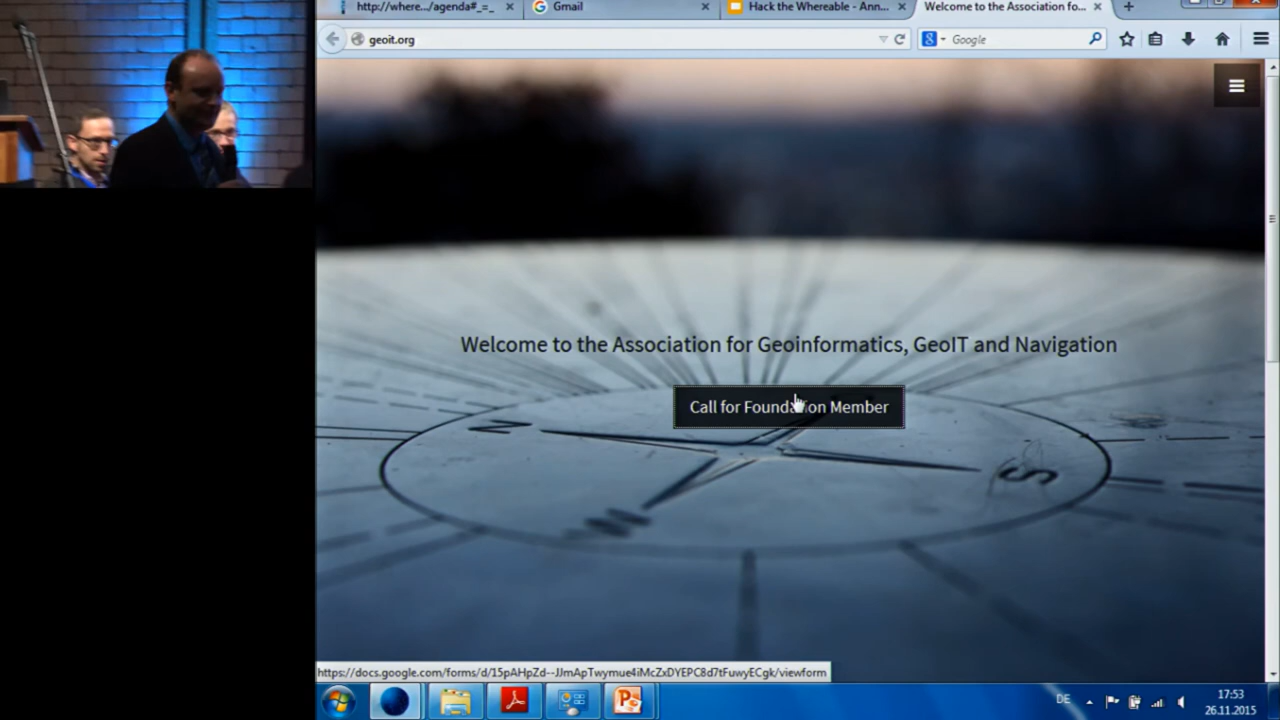 http://where.../agenda#_=_
Gmail
Hack the Whereable - Ann...
Welcome to the Association fo...
geoit.org
Google
Welcome to the Association for Geoinformatics, GeoIT and Navigation
Call for Foundation Member
N
S
W
https://docs.google.com/forms/d/15pAHpZd--JJmApTwymue4iMcZxDYEPC8d7tFuwyECgk/viewform
DE
17:53
26.11.2015